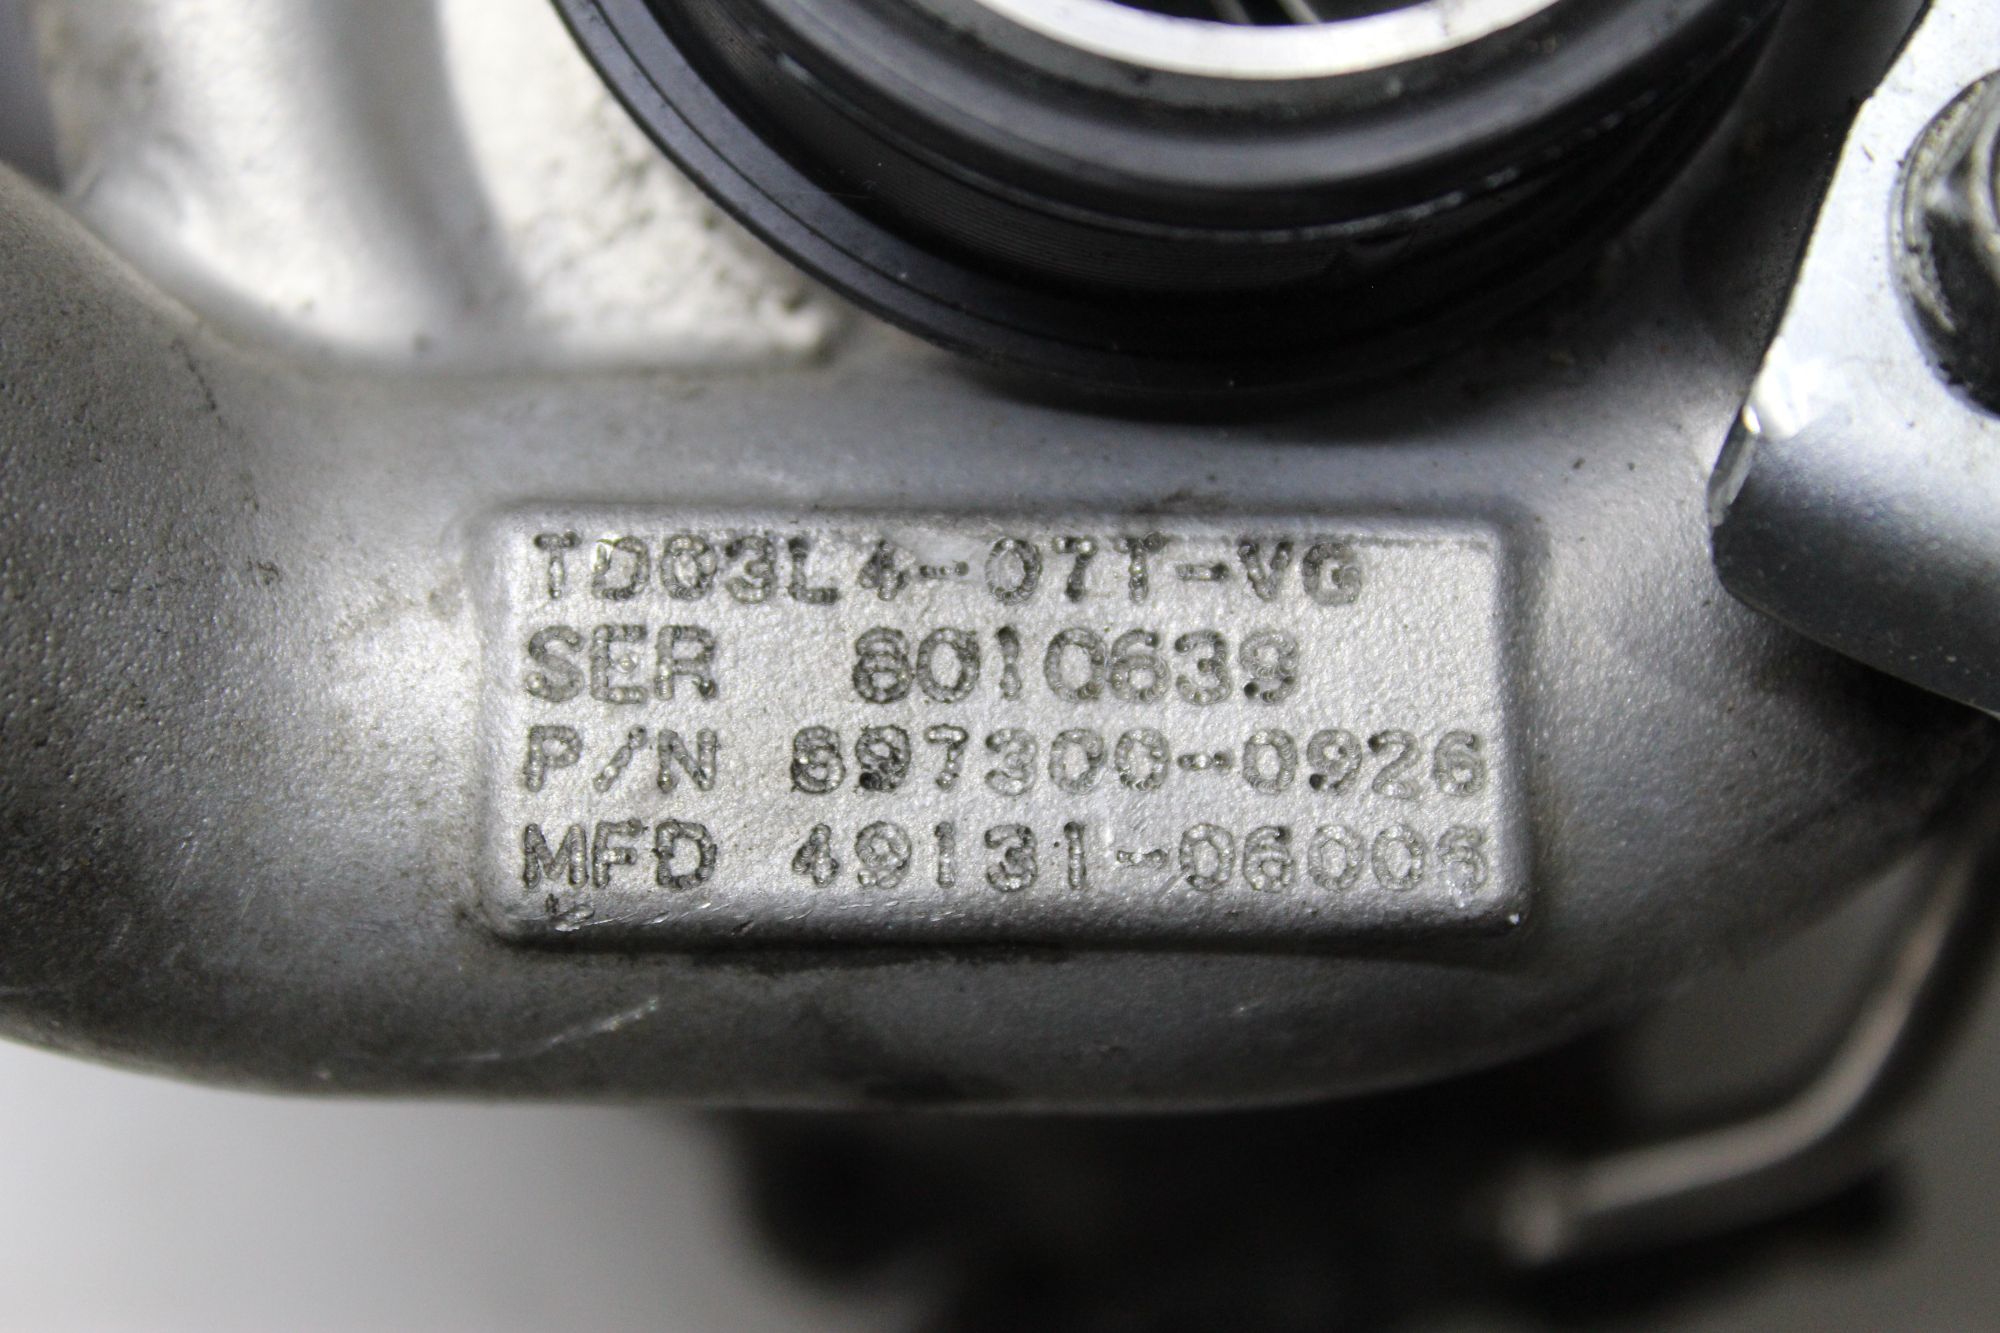 TD03L4-07T-VG
SER 8010639
P/N 897300-0926
MFD 49131-06006